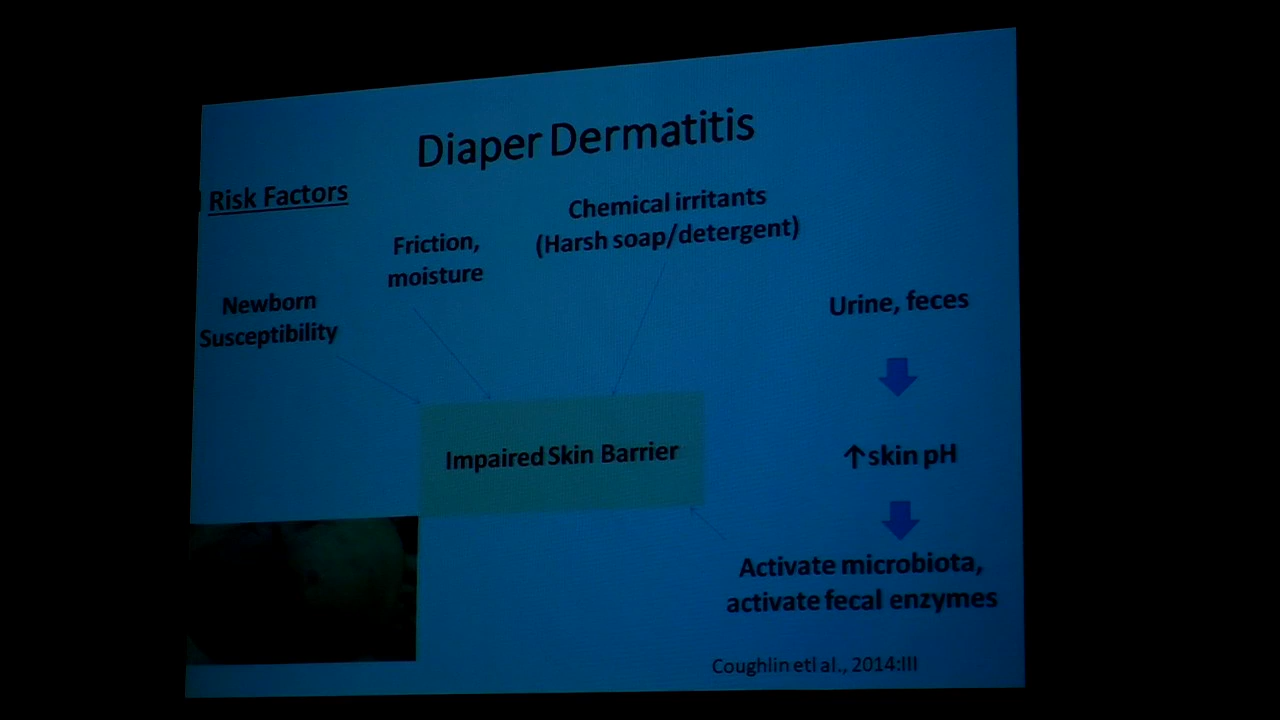 Diaper Dermatitis
Risk Factors
Chemical irritants
(Harsh soap/detergent)
Friction,
moisture
Newborn
Susceptibility
Urine, feces
Impaired Skin Barrier
↑skin pH
Activate microbiota,
activate fecal enzymes
Coughlin etl al., 2014:III